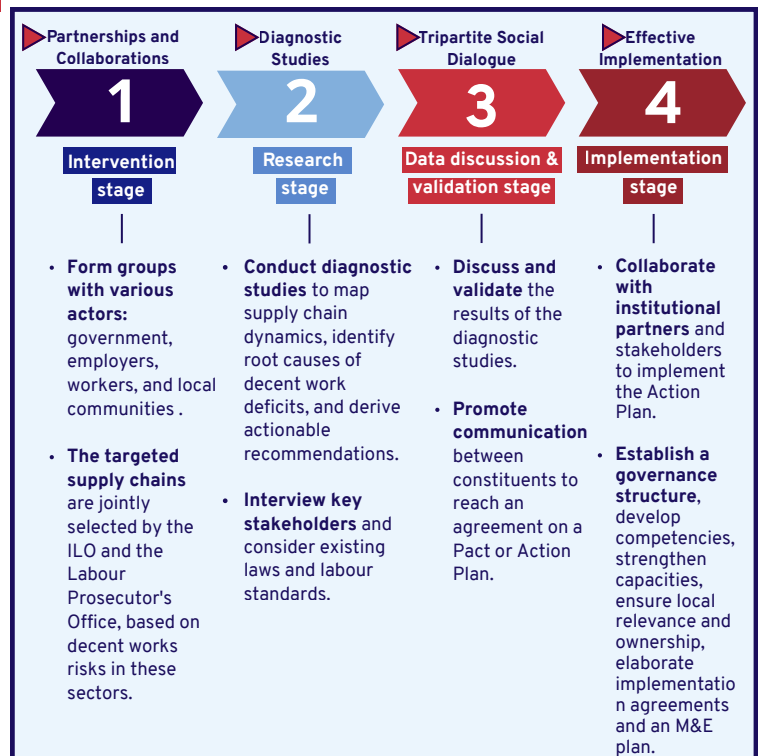 Partnerships and
Collaborations
1
Intervention
stage
• Form groups
with various
actors:
government,
employers,
workers, and local
communities .
• The targeted
supply chains
are jointly
selected by the
ILO and the
Labour
Prosecutor's
Office, based on
decent works
risks in these
sectors.
Diagnostic
Studies
2
Research
stage
• Conduct diagnostic
studies to map
supply chain
dynamics, identify
root causes of
decent work
deficits, and derive
actionable
recommendations.
• Interview key
stakeholders and
consider existing
laws and labour
standards.
Tripartite Social
Dialogue
3
Data discussion &
validation stage
• Discuss and
validate the
results of the
diagnostic
studies.
• Promote
communication
between
constituents to
reach an
agreement on a
Pact or Action
Plan.
Effective
Implementation
4
Implementation
stage
• Collaborate
with
institutional
partners and
stakeholders
to implement
the Action
Plan.
• Establish a
governance
structure,
develop
competencies,
strengthen
capacities,
ensure local
relevance and
ownership,
elaborate
implementatio
n agreements
and an M&E
plan.